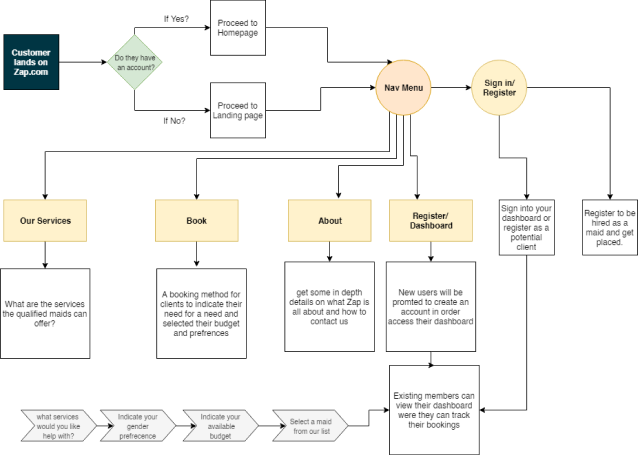 If Yes?
Proceed to
Homepage
Customer
lands on
Zap.com
Do they have
an account?
Nav Menu
Sign in/
Register
If No?
Proceed to
Landing page
Our Services
Book
About
Register/
Dashboard
Sign into your
dashboard or
register as a
potential
client
Register to be
hired as a
maid and get
placed.
What are the services
the qualified maids can
offer?
A booking method for
clients to indicate their
need for a need and
selected their budget
and prefrences
get some in depth
details on what Zap is
all about and how to
contact us
New users will be
promted to create an
account in order
access their dashboard
Existing members can
view their dashboard
were they can track
their bookings
what services
would you like
help with?
Indicate your
gender
prefrecence
Indicate your
available
budget
Select a maid
from our list